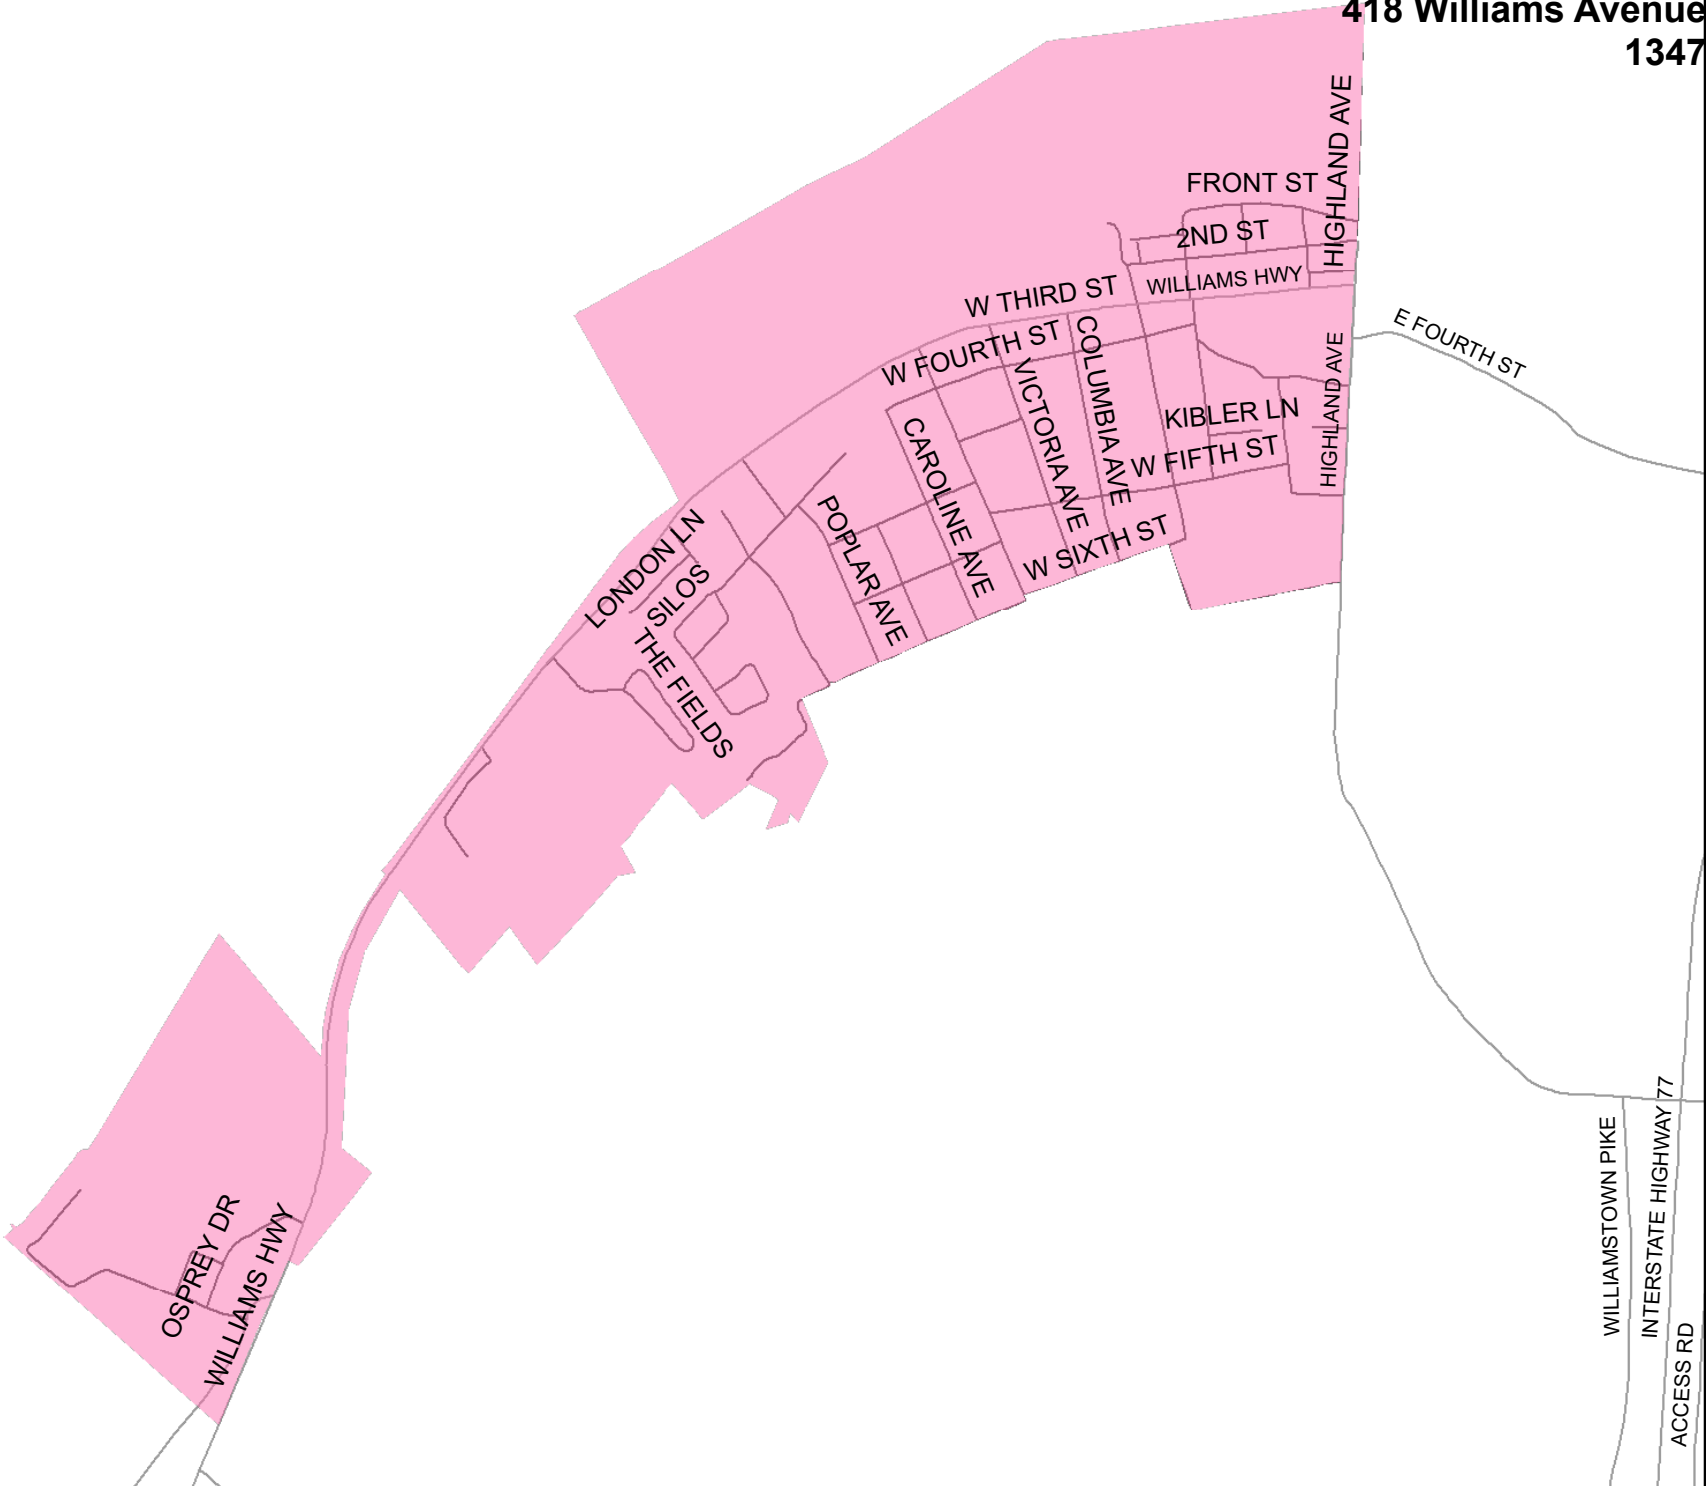 418 Williams Avenue
1347
HIGHLAND AVE
FRONT ST
2ND ST
WILLIAMS HWY
W THIRD ST
E FOURTH ST
W FOURTH ST
COLUMBIA AVE
VICTORIA AVE
HIGHLAND AVE
KIBLER LN
CAROLINE AVE
W FIFTH ST
POPLAR AVE
W SIXTH ST
LONDON LN
SILOS
THE FIELDS
WILLIAMSTOWN PIKE
INTERSTATE HIGHWAY 77
OSPREY DR
WILLIAMS HWY
ACCESS RD